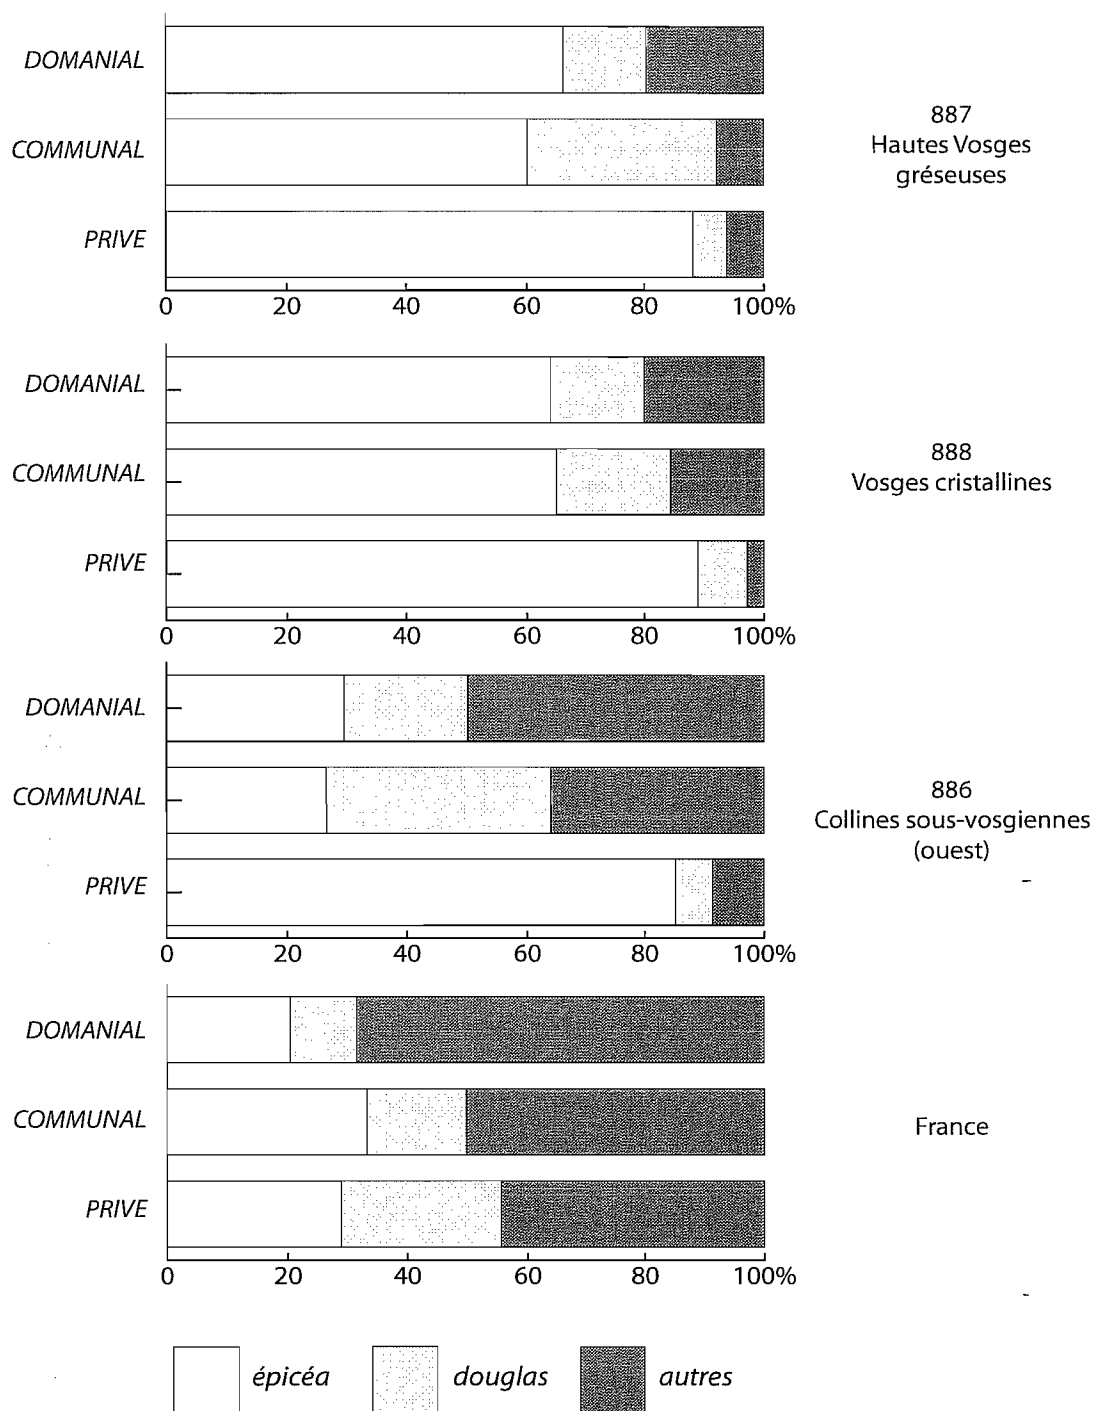 DOMANIAL
COMMUNAL
PRIVE
0 20 40 60 80 100%
887
Hautes Vosges
gréseuses
DOMANIAL
COMMUNAL
PRIVE
0 20 40 60 80 100%
888
Vosges cristallines
DOMANIAL
COMMUNAL
PRIVE
0 20 40 60 80 100%
886
Collines sous-vosgiennes
(ouest)
DOMANIAL
COMMUNAL
PRIVE
0 20 40 60 80 100%
France
épicéa douglas autres